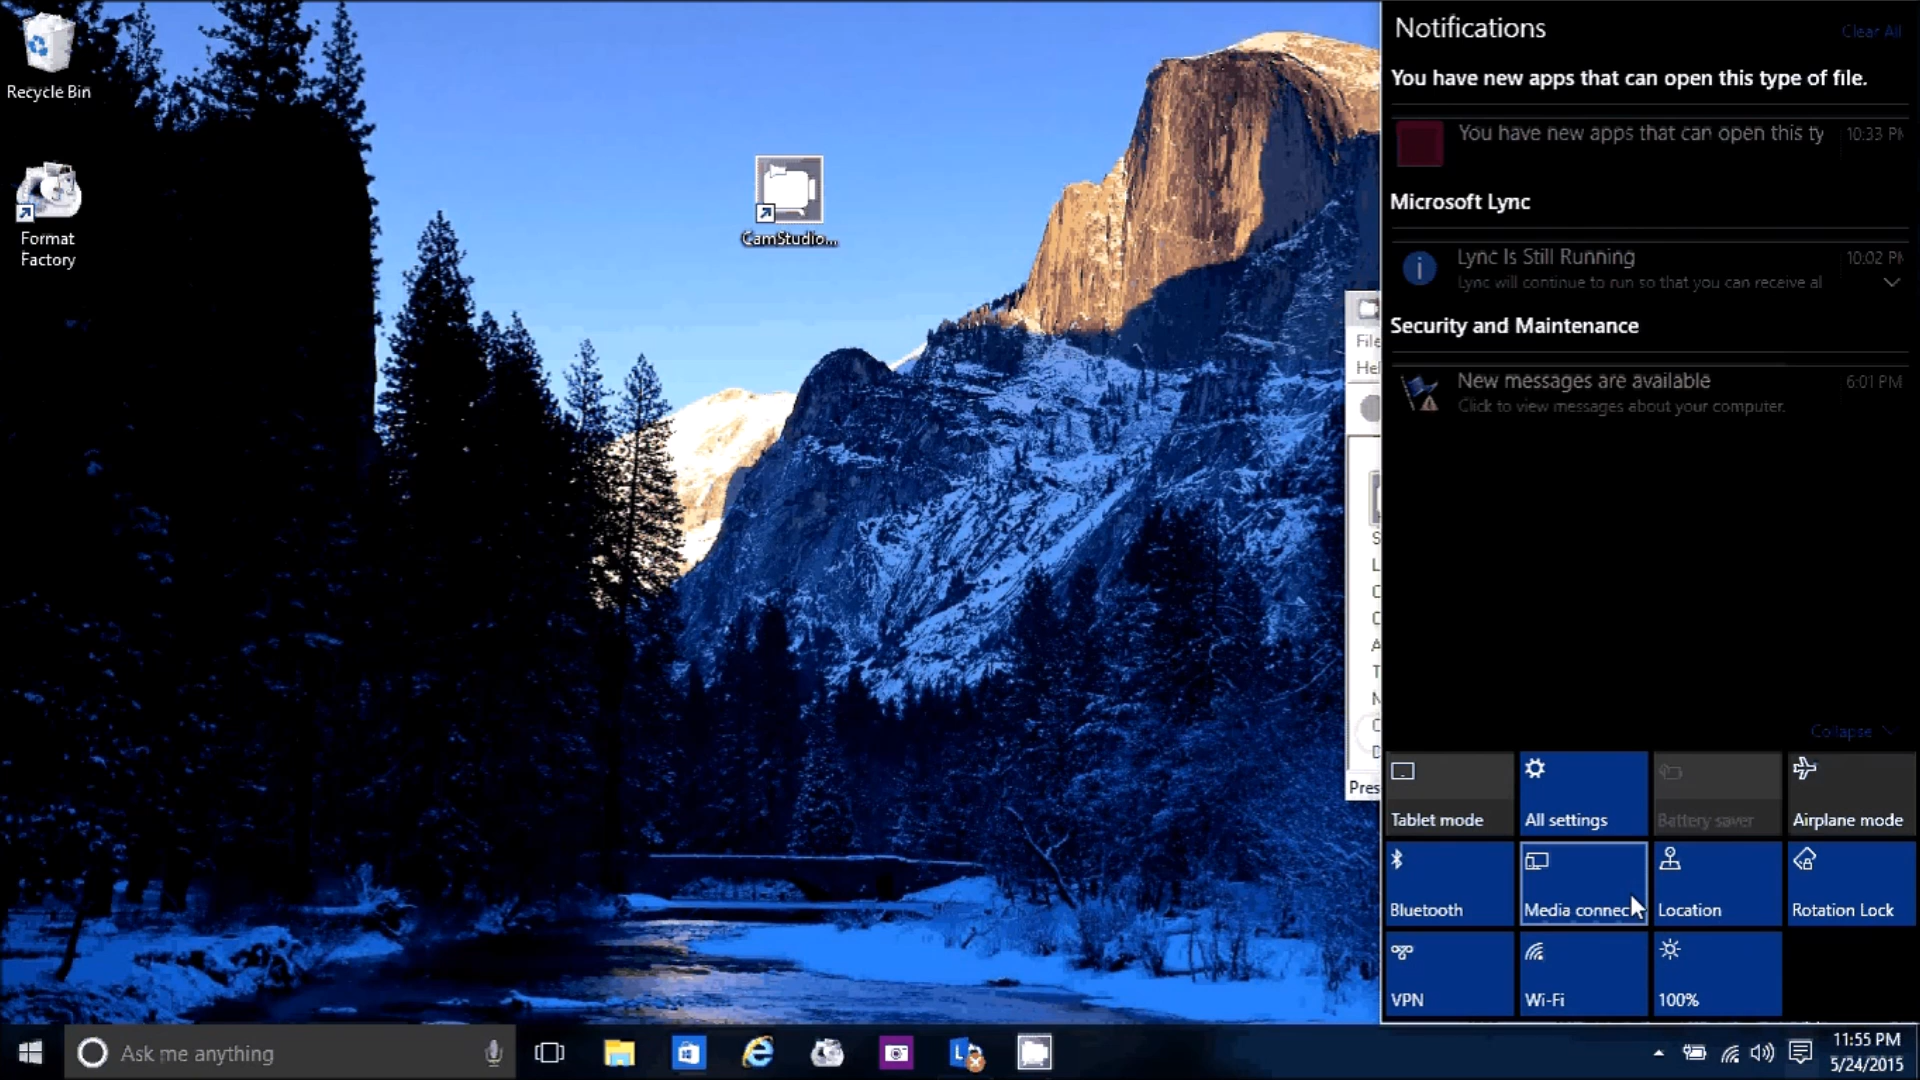 Recycle Bin
Format
Factory
CamStudio...
File
Hel
S
L
C
C
A
T
N
C
D
Pres
Notifications
Clear All
You have new apps that can open this type of file.
You have new apps that can open this ty
10:33 PM
Microsoft Lync
Lync Is Still Running
10:02 PM
Lync will continue to run so that you can receive al
Security and Maintenance
New messages are available
6:01 PM
Click to view messages about your computer.
Collapse
Tablet mode
All settings
Battery saver
Airplane mode
Bluetooth
Media connec
Location
Rotation Lock
VPN
Wi-Fi
100%
Ask me anything
11:55 PM
5/24/2015